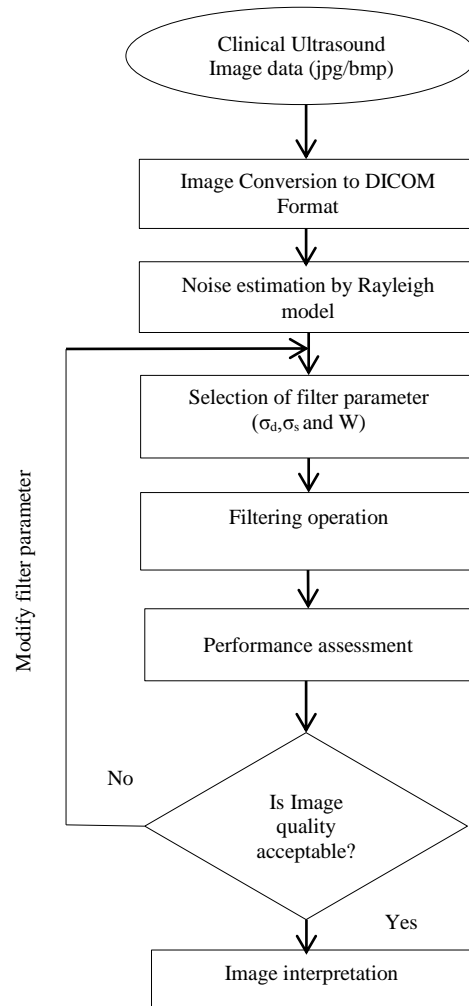 Clinical Ultrasound
Image data (jpg/bmp)
Image Conversion to DICOM
Format
Noise estimation by Rayleigh
model
Selection of filter parameter
(σd,σs and W)
Filtering operation
Performance assessment
Modify filter parameter
No
Is Image
quality
acceptable?
Yes
Image interpretation